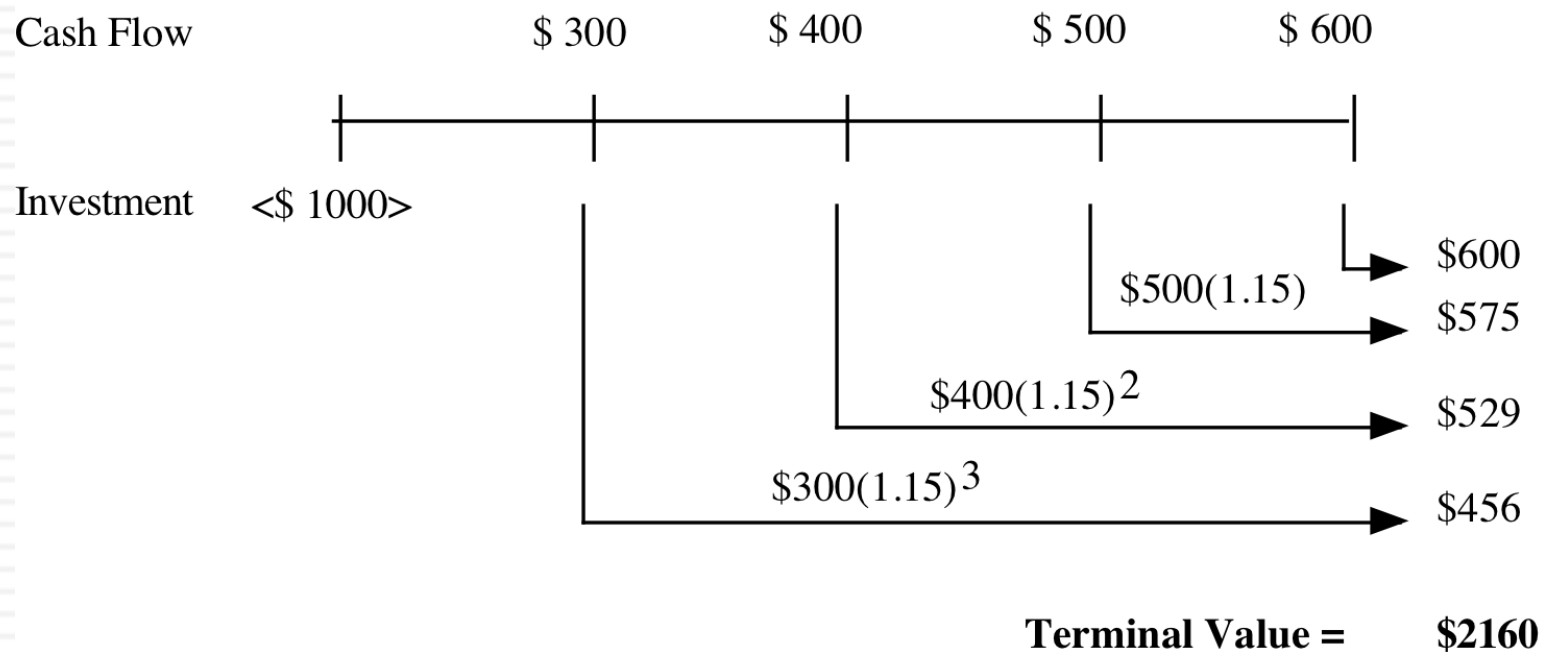 Cash Flow $ 300 $ 400 $ 500 $ 600
Investment <$ 1000>
$600
$500(1.15)
$575
$400(1.15)2
$529
$300(1.15)3
$456
Terminal Value = $2160